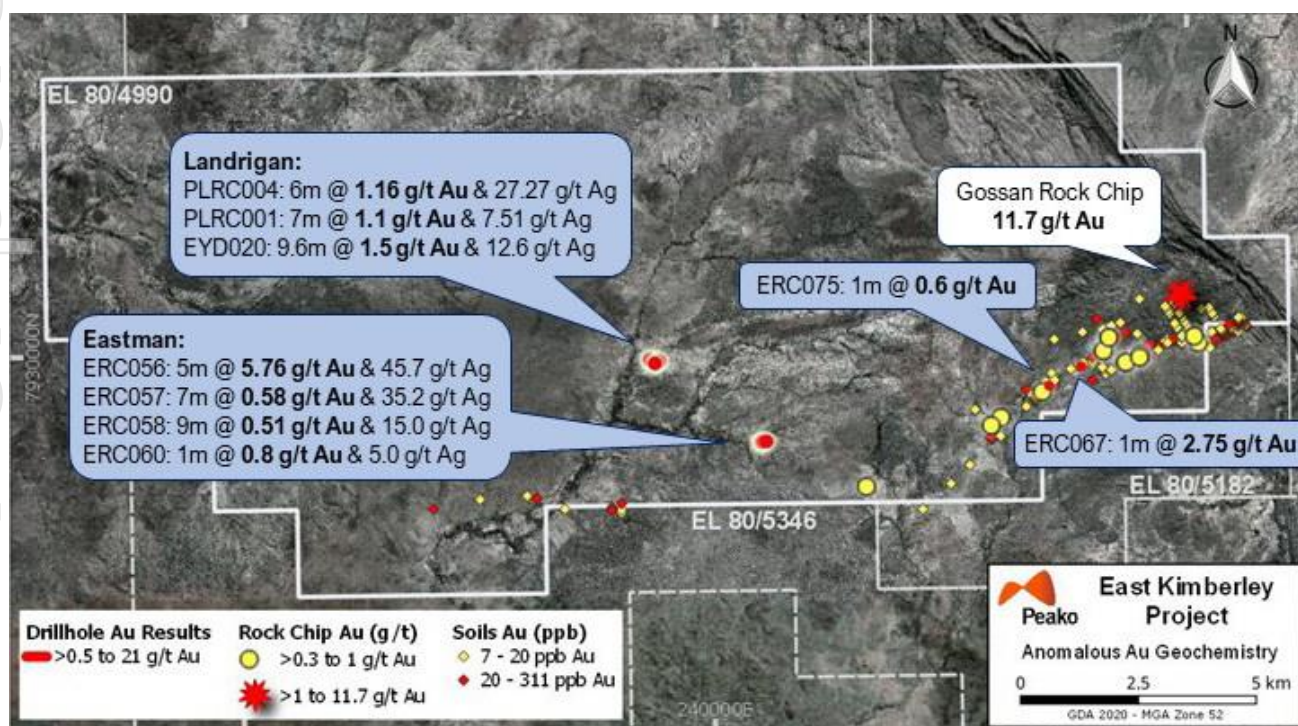 N
EL 80/4990
Landrigan:
PLRC004: 6m @ 1.16 g/t Au & 27.27 g/t Ag
PLRC001: 7m @ 1.1 g/t Au & 7.51 g/t Ag
EYD020: 9.6m @ 1.5 g/t Au & 12.6 g/t Ag
Gossan Rock Chip
11.7 g/t Au
ERC075: 1m @ 0.6 g/t Au
Eastman:
ERC056: 5m @ 5.76 g/t Au & 45.7 g/t Ag
ERC057: 7m @ 0.58 g/t Au & 35.2 g/t Ag
ERC058: 9m @ 0.51 g/t Au & 15.0 g/t Ag
ERC060: 1m @ 0.8 g/t Au & 5.0 g/t Ag
7930000N
ERC067: 1m @ 2.75 g/t Au
EL 80/5182
EL 80/5346
Drillhole Au Results
>0.5 to 21 g/t Au
Rock Chip Au (g/t)
>0.3 to 1 g/t Au
>1 to 11.7 g/t Au
Soils Au (ppb)
7 - 20 ppb Au
20 - 311 ppb Au
240000E
Peako
East Kimberley
Project
Anomalous Au Geochemistry
0 2.5 5 km
GDA 2020 - MGA Zone 52